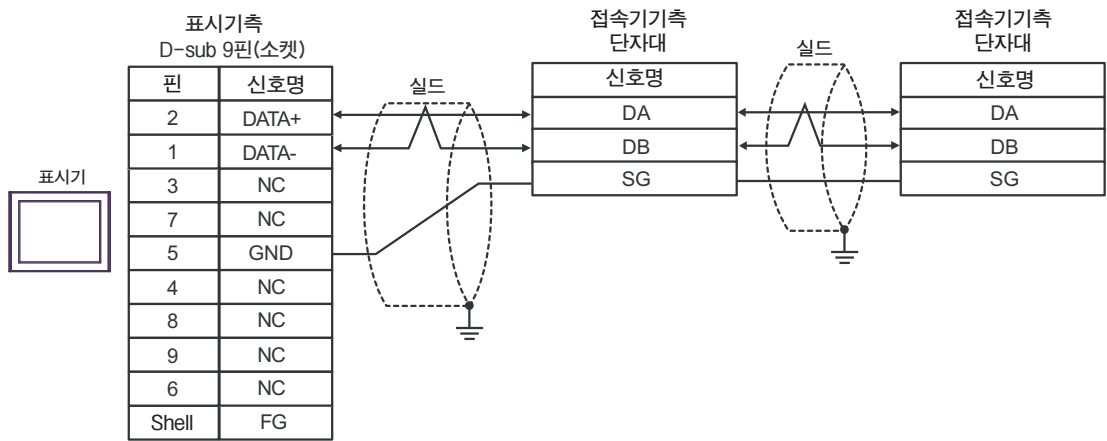 표시기측
D-sub 9핀(소켓)
핀 신호명
2 DATA+
1 DATA-
3 NC
7 NC
5 GND
4 NC
8 NC
9 NC
6 NC
Shell FG
표시기
실드
접속기기측
단자대
신호명
DA
DB
SG
실드
접속기기측
단자대
신호명
DA
DB
SG